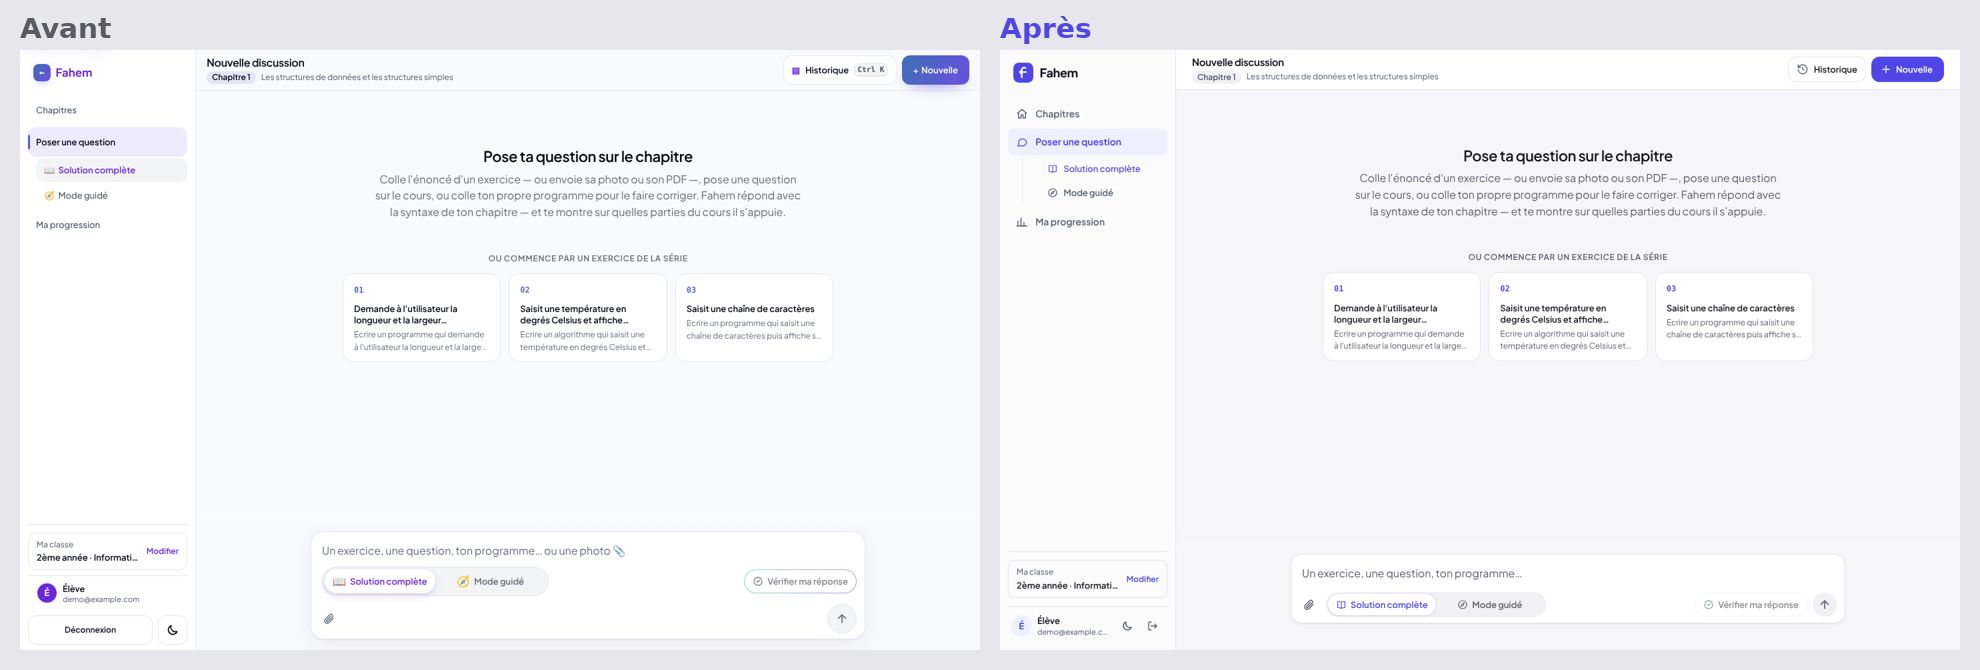 Avant
Fahem
Chapitres
Poser une question
Solution complète
Mode guidé
Ma progression
Ma classe
2ème année · Informati...
Modifier
É
Élève
demo@example.com
Déconnexion
Nouvelle discussion
Chapitre 1 Les structures de données et les structures simples
Historique Ctrl K
+ Nouvelle
Pose ta question sur le chapitre
Colle l'énoncé d'un exercice — ou envoie sa photo ou son PDF —, pose une question
sur le cours, ou colle ton propre programme pour le faire corriger. Fahem répond avec
la syntaxe de ton chapitre — et te montre sur quelles parties du cours il s'appuie.
OU COMMENCE PAR UN EXERCICE DE LA SÉRIE
01
Demande à l'utilisateur la
longueur et la largeur...
Ecrire un programme qui demande
à l'utilisateur la longueur et la large...
02
Saisit une température en
degrés Celsius et affiche...
Ecrire un algorithme qui saisit une
température en degrés Celsius et...
03
Saisit une chaîne de caractères
Ecrire un programme qui saisit une
chaîne de caractères puis affiche s...
Un exercice, une question, ton programme... ou une photo 📎
Solution complète
Mode guidé
Vérifier ma réponse
Après
Fahem
Chapitres
Poser une question
Solution complète
Mode guidé
Ma progression
Ma classe
2ème année · Informati...
Modifier
É
Élève
demo@example.c...
Nouvelle discussion
Chapitre 1 Les structures de données et les structures simples
Historique
+ Nouvelle
Pose ta question sur le chapitre
Colle l'énoncé d'un exercice — ou envoie sa photo ou son PDF —, pose une question
sur le cours, ou colle ton propre programme pour le faire corriger. Fahem répond avec
la syntaxe de ton chapitre — et te montre sur quelles parties du cours il s'appuie.
OU COMMENCE PAR UN EXERCICE DE LA SÉRIE
01
Demande à l'utilisateur la
longueur et la largeur...
Ecrire un programme qui demande
à l'utilisateur la longueur et la large...
02
Saisit une température en
degrés Celsius et affiche...
Ecrire un algorithme qui saisit une
température en degrés Celsius et...
03
Saisit une chaîne de caractères
Ecrire un programme qui saisit une
chaîne de caractères puis affiche s...
Un exercice, une question, ton programme...
Solution complète
Mode guidé
Vérifier ma réponse